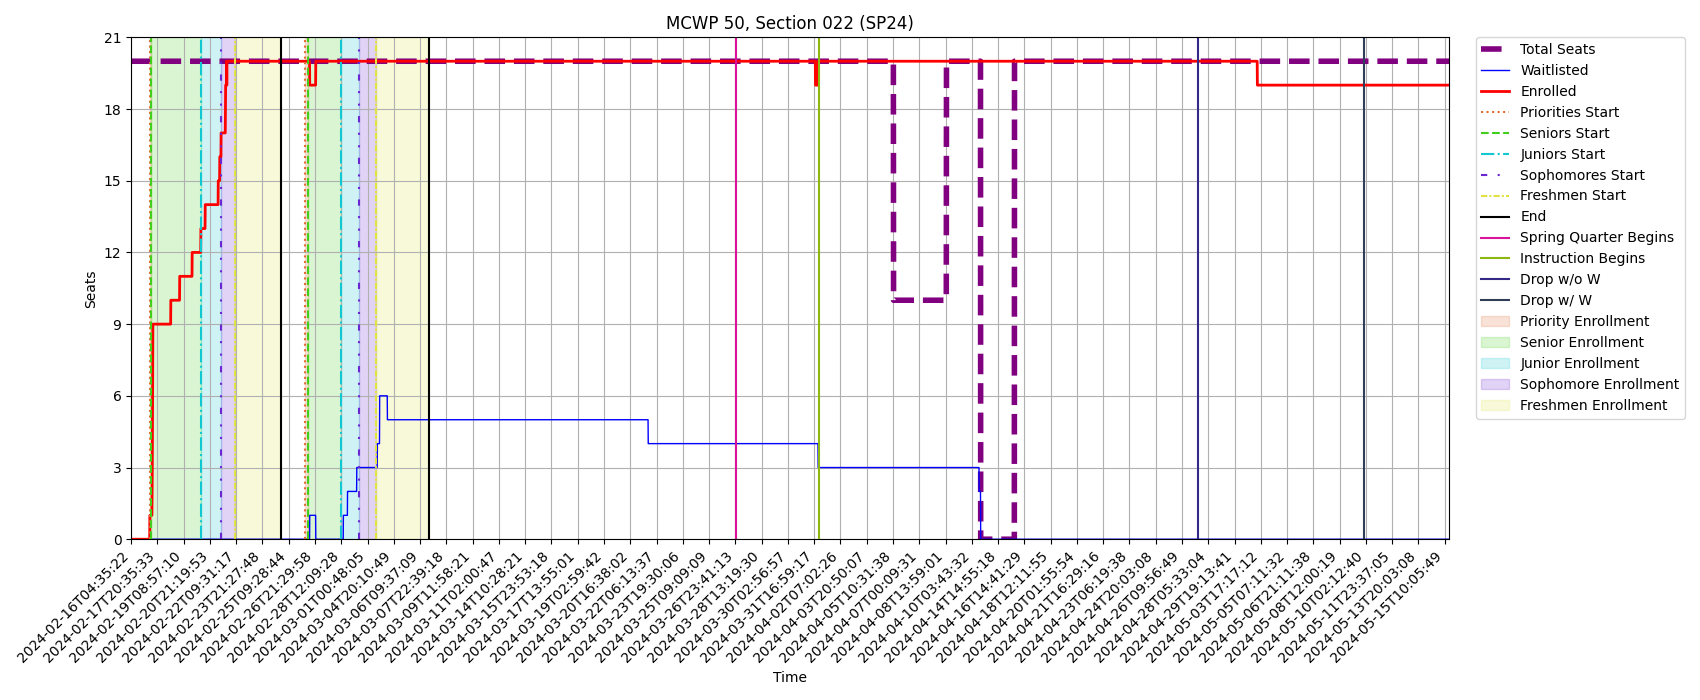 MCWP 50, Section 022 (SP24)
21
18
15
12
9
6
3
0
Seats
2024-02-16T04:35:22
2024-02-17T20:35:33
2024-02-19T08:57:10
2024-02-20T21:19:53
2024-02-22T09:31:17
2024-02-23T21:27:48
2024-02-25T09:28:44
2024-02-26T21:29:58
2024-02-28T12:09:28
2024-03-01T00:48:05
2024-03-04T20:10:49
2024-03-06T09:37:09
2024-03-07T22:39:18
2024-03-09T11:58:21
2024-03-11T02:00:47
2024-03-14T10:28:21
2024-03-15T23:53:18
2024-03-17T13:55:01
2024-03-19T02:59:42
2024-03-20T16:38:02
2024-03-22T06:13:37
2024-03-23T19:30:06
2024-03-25T09:09:09
2024-03-26T23:41:13
2024-03-28T13:19:30
2024-03-30T02:56:57
2024-03-31T16:59:17
2024-04-02T07:02:26
2024-04-03T20:50:07
2024-04-05T10:31:38
2024-04-07T00:09:31
2024-04-08T13:59:01
2024-04-10T03:43:32
2024-04-14T14:55:18
2024-04-16T14:41:29
2024-04-18T12:11:55
2024-04-20T01:55:54
2024-04-21T16:29:16
2024-04-23T06:19:38
2024-04-24T20:03:08
2024-04-26T09:56:49
2024-04-28T05:33:04
2024-04-29T19:13:41
2024-05-03T17:17:12
2024-05-05T07:11:32
2024-05-06T21:11:38
2024-05-08T12:00:19
2024-05-10T02:12:40
2024-05-11T23:37:05
2024-05-13T20:03:08
2024-05-15T10:05:49
Time
Total Seats
Waitlisted
Enrolled
Priorities Start
Seniors Start
Juniors Start
Sophomores Start
Freshmen Start
End
Spring Quarter Begins
Instruction Begins
Drop w/o W
Drop w/ W
Priority Enrollment
Senior Enrollment
Junior Enrollment
Sophomore Enrollment
Freshmen Enrollment